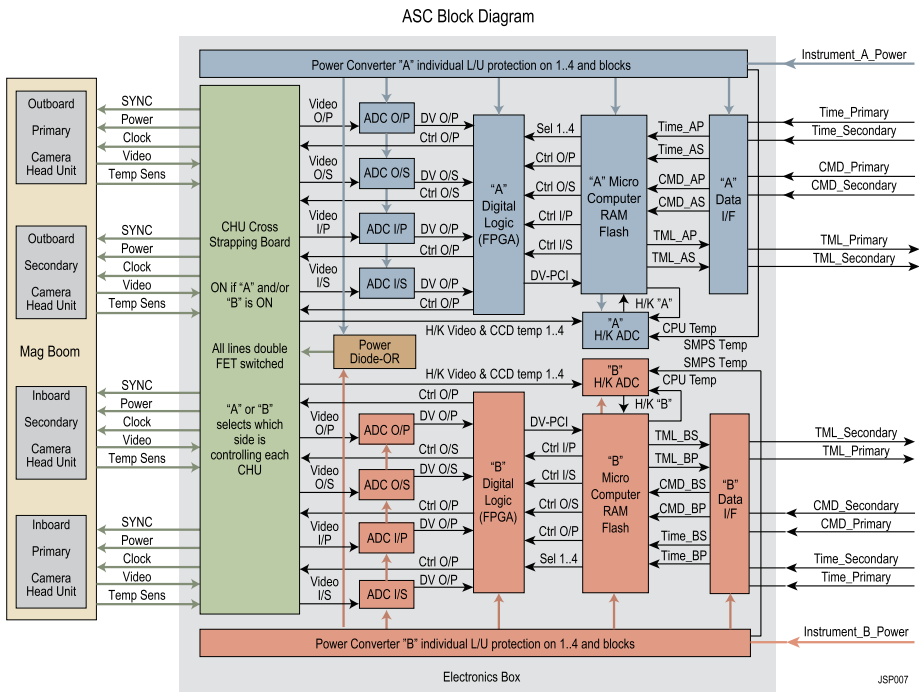 ASC Block Diagram
Power Converter "A" individual L/U protection on 1..4 and blocks
Instrument_A_Power
Outboard
Primary
Camera
Head Unit
SYNC
Power
Clock
Video
Temp Sens
Outboard
Secondary
Camera
Head Unit
SYNC
Power
Clock
Video
Temp Sens
Mag Boom
Inboard
Secondary
Camera
Head Unit
SYNC
Power
Clock
Video
Temp Sens
Inboard
Primary
Camera
Head Unit
SYNC
Power
Clock
Video
Temp Sens
CHU Cross
Strapping Board
ON if "A" and/or
"B" is ON
All lines double
FET switched
"A" or "B"
selects which
side is
controlling each
CHU
Video
O/P
ADC O/P
DV O/P
Ctrl O/P
Video
O/S
ADC O/S
DV O/S
Ctrl O/S
Video
I/P
ADC I/P
DV O/P
Ctrl O/P
Video
I/S
ADC I/S
DV O/P
Ctrl O/P
"A"
Digital
Logic
(FPGA)
Sel 1..4
Ctrl O/P
Ctrl O/S
Ctrl I/P
Ctrl I/S
DV-PCI
"A" Micro
Computer
RAM
Flash
Time_AP
Time_AS
CMD_AP
CMD_AS
TML_AP
TML_AS
"A"
Data
I/F
Time_Primary
Time_Secondary
CMD_Primary
CMD_Secondary
TML_Primary
TML_Secondary
H/K "A"
"A"
H/K ADC
CPU Temp
SMPS Temp
H/K Video & CCD temp 1..4
Power
Diode-OR
H/K Video & CCD temp 1..4
"B"
H/K ADC
SMPS Temp
CPU Temp
H/K "B"
Ctrl O/P
Video
O/P
ADC O/P
DV O/P
Ctrl O/S
Video
O/S
ADC O/S
DV O/S
Ctrl O/P
Video
I/P
ADC I/P
DV O/P
Ctrl O/P
Video
I/S
ADC I/S
DV O/P
"B"
Digital
Logic
(FPGA)
DV-PCI
Ctrl I/P
Ctrl I/S
Ctrl O/S
Ctrl O/P
Sel 1..4
"B"
Micro
Computer
RAM
Flash
TML_BS
TML_BP
CMD_BS
CMD_BP
Time_BS
Time_BP
"B"
Data
I/F
TML_Secondary
TML_Primary
CMD_Secondary
CMD_Primary
Time_Secondary
Time_Primary
Power Converter "B" individual L/U protection on 1..4 and blocks
Instrument_B_Power
Electronics Box
JSP007